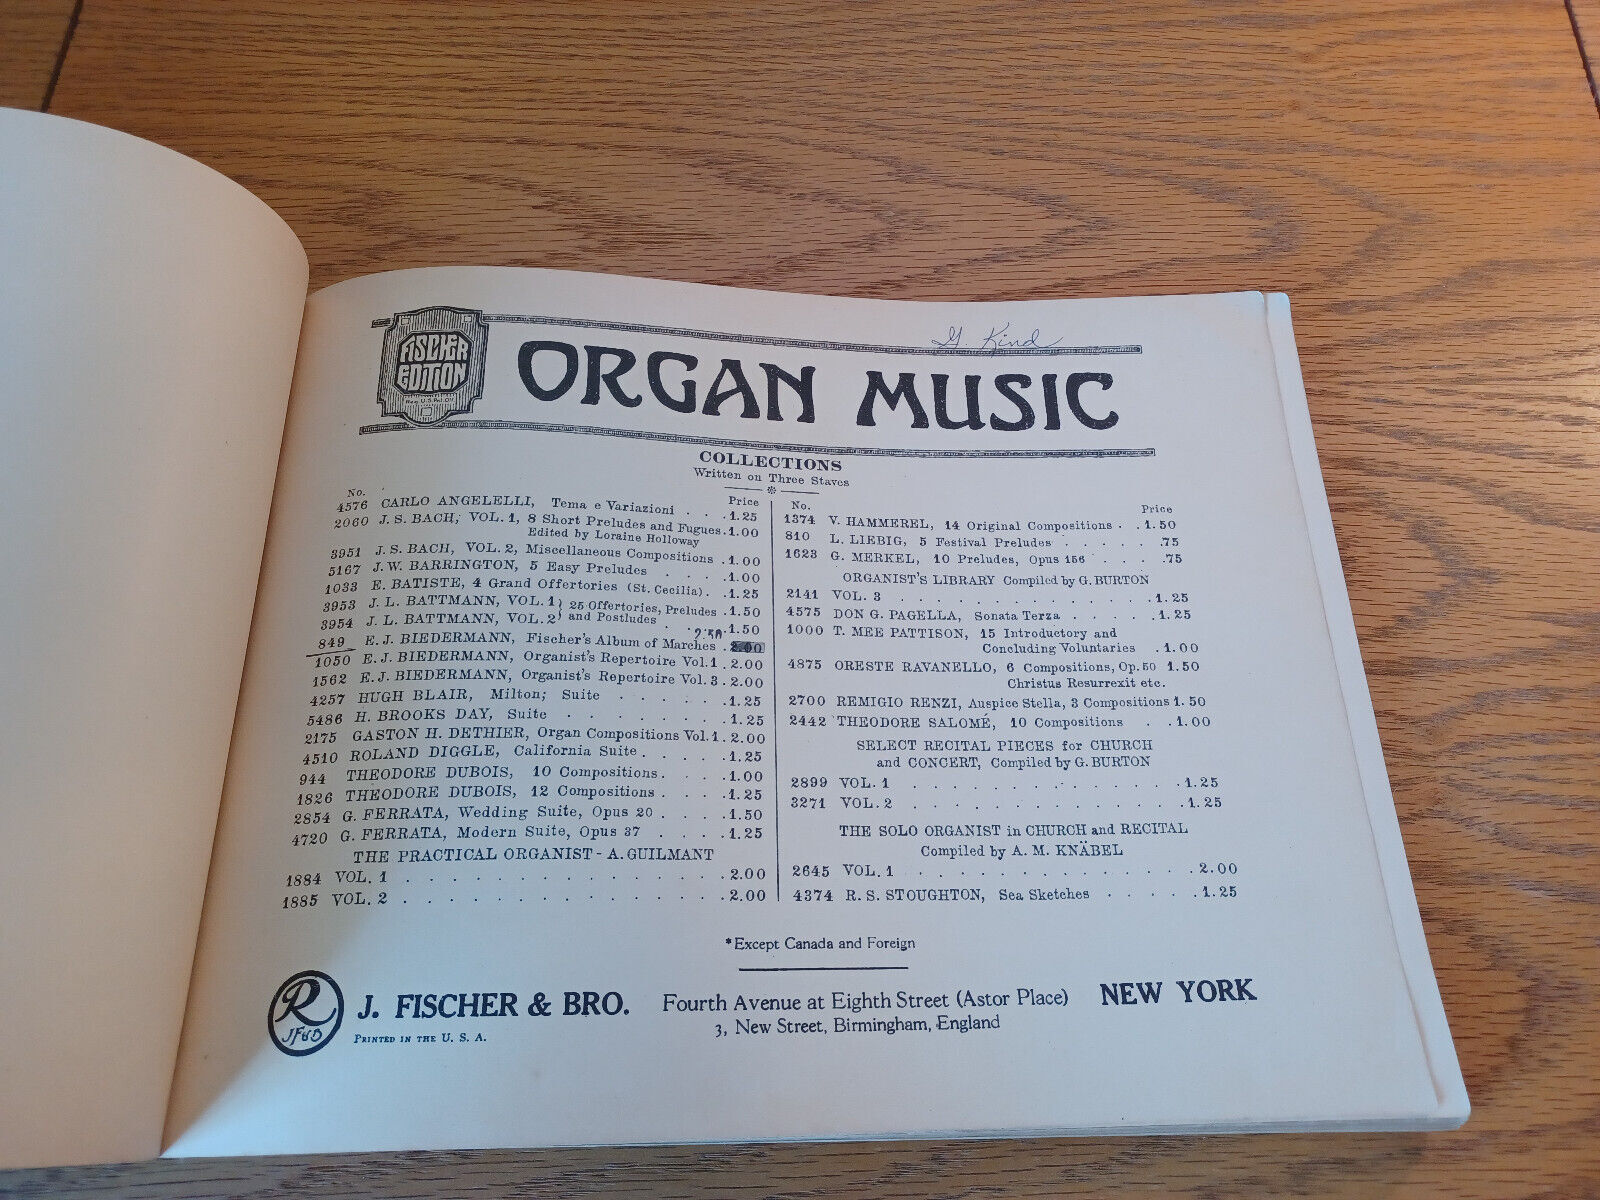 G. Kind
FISCHER
EDITION
Reg. U.S. Pat. Off.
ORGAN MUSIC
COLLECTIONS
Written on Three Staves
*
No. Price
4576 CARLO ANGELELLI, Tema e Variazioni . . .1.25
2060 J. S. BACH, VOL. 1, 8 Short Preludes and Fugues.1.00
Edited by Loraine Holloway
3951 J. S. BACH, VOL. 2, Miscellaneous Compositions .1.00
5167 J. W. BARRINGTON, 5 Easy Preludes . . . .1.00
1033 E. BATISTE, 4 Grand Offertories (St. Cecilia). .1.25
3953 J. L. BATTMANN, VOL. 1 } 25 Offertories, Preludes .1.50
3954 J. L. BATTMANN, VOL. 2 } and Postludes . .1.50
2.50
849 E. J. BIEDERMANN, Fischer's Album of Marches .2.00
1050 E. J. BIEDERMANN, Organist's Repertoire Vol. 1 .2.00
1562 E. J. BIEDERMANN, Organist's Repertoire Vol. 3 .2.00
4257 HUGH BLAIR, Milton; Suite . . . . . .1.25
5486 H. BROOKS DAY, Suite . . . . . . . .1.25
2175 GASTON H. DETHIER, Organ Compositions Vol. 1 .2.00
4510 ROLAND DIGGLE, California Suite . . . . .1.25
944 THEODORE DUBOIS, 10 Compositions . . . .1.00
1826 THEODORE DUBOIS, 12 Compositions . . . .1.25
2854 G. FERRATA, Wedding Suite, Opus 20 . . . .1.50
4720 G. FERRATA, Modern Suite, Opus 37 . . . .1.25
THE PRACTICAL ORGANIST - A. GUILMANT
1884 VOL. 1 . . . . . . . . . . . . . . .2.00
1885 VOL. 2 . . . . . . . . . . . . . . .2.00
No. Price
1374 V. HAMMEREL, 14 Original Compositions . .1.50
810 L. LIEBIG, 5 Festival Preludes . . . . . .75
1623 G. MERKEL, 10 Preludes, Opus 156 . . . .75
ORGANIST'S LIBRARY Compiled by G. BURTON
2141 VOL. 3 . . . . . . . . . . . . . .1.25
4575 DON G. PAGELLA, Sonata Terza . . . . .1.25
1000 T. MEE PATTISON, 15 Introductory and
Concluding Voluntaries .1.00
4875 ORESTE RAVANELLO, 6 Compositions, Op. 50 1.50
Christus Resurrexit etc.
2700 REMIGIO RENZI, Auspice Stella, 3 Compositions 1.50
2442 THEODORE SALOMÉ, 10 Compositions . .1.00
SELECT RECITAL PIECES for CHURCH
and CONCERT, Compiled by G. BURTON
2899 VOL. 1 . . . . . . . . . . . . . .1.25
3271 VOL. 2 . . . . . . . . . . . . . .1.25
THE SOLO ORGANIST in CHURCH and RECITAL
Compiled by A. M. KNÄBEL
2645 VOL. 1 . . . . . . . . . . . . . .2.00
4374 R. S. STOUGHTON, Sea Sketches . . . . .1.25
*Except Canada and Foreign
R
JF&B
J. FISCHER & BRO. Fourth Avenue at Eighth Street (Astor Place) NEW YORK
3, New Street, Birmingham, England
PRINTED IN THE U. S. A.